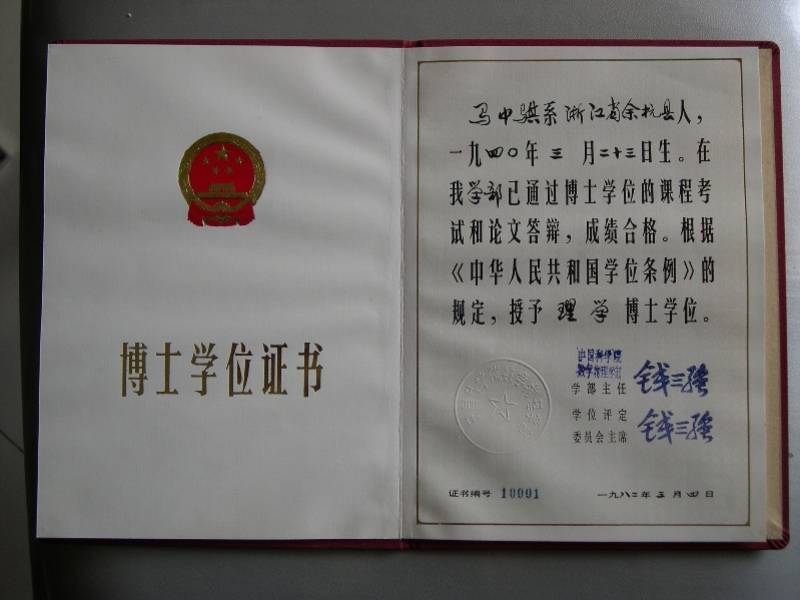 博士学位证书
马中骐系浙江省余杭县人，
一九四〇年三月二十三日生。在
我学部已通过博士学位的课程考
试和论文答辩，成绩合格。根据
《中华人民共和国学位条例》的
规定，授予理学博士学位。
中国科学院
数学物理学部
学部主任 钱三强
学位评定
委员会主席 钱三强
证书编号 10001
一九八二年三月四日